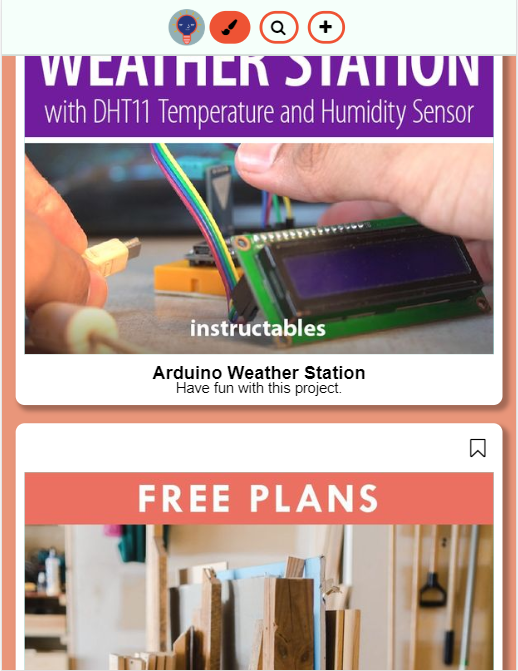 WEATHER STATION
with DHT11 Temperature and Humidity Sensor
instructables
Arduino Weather Station
Have fun with this project.
FREE PLANS